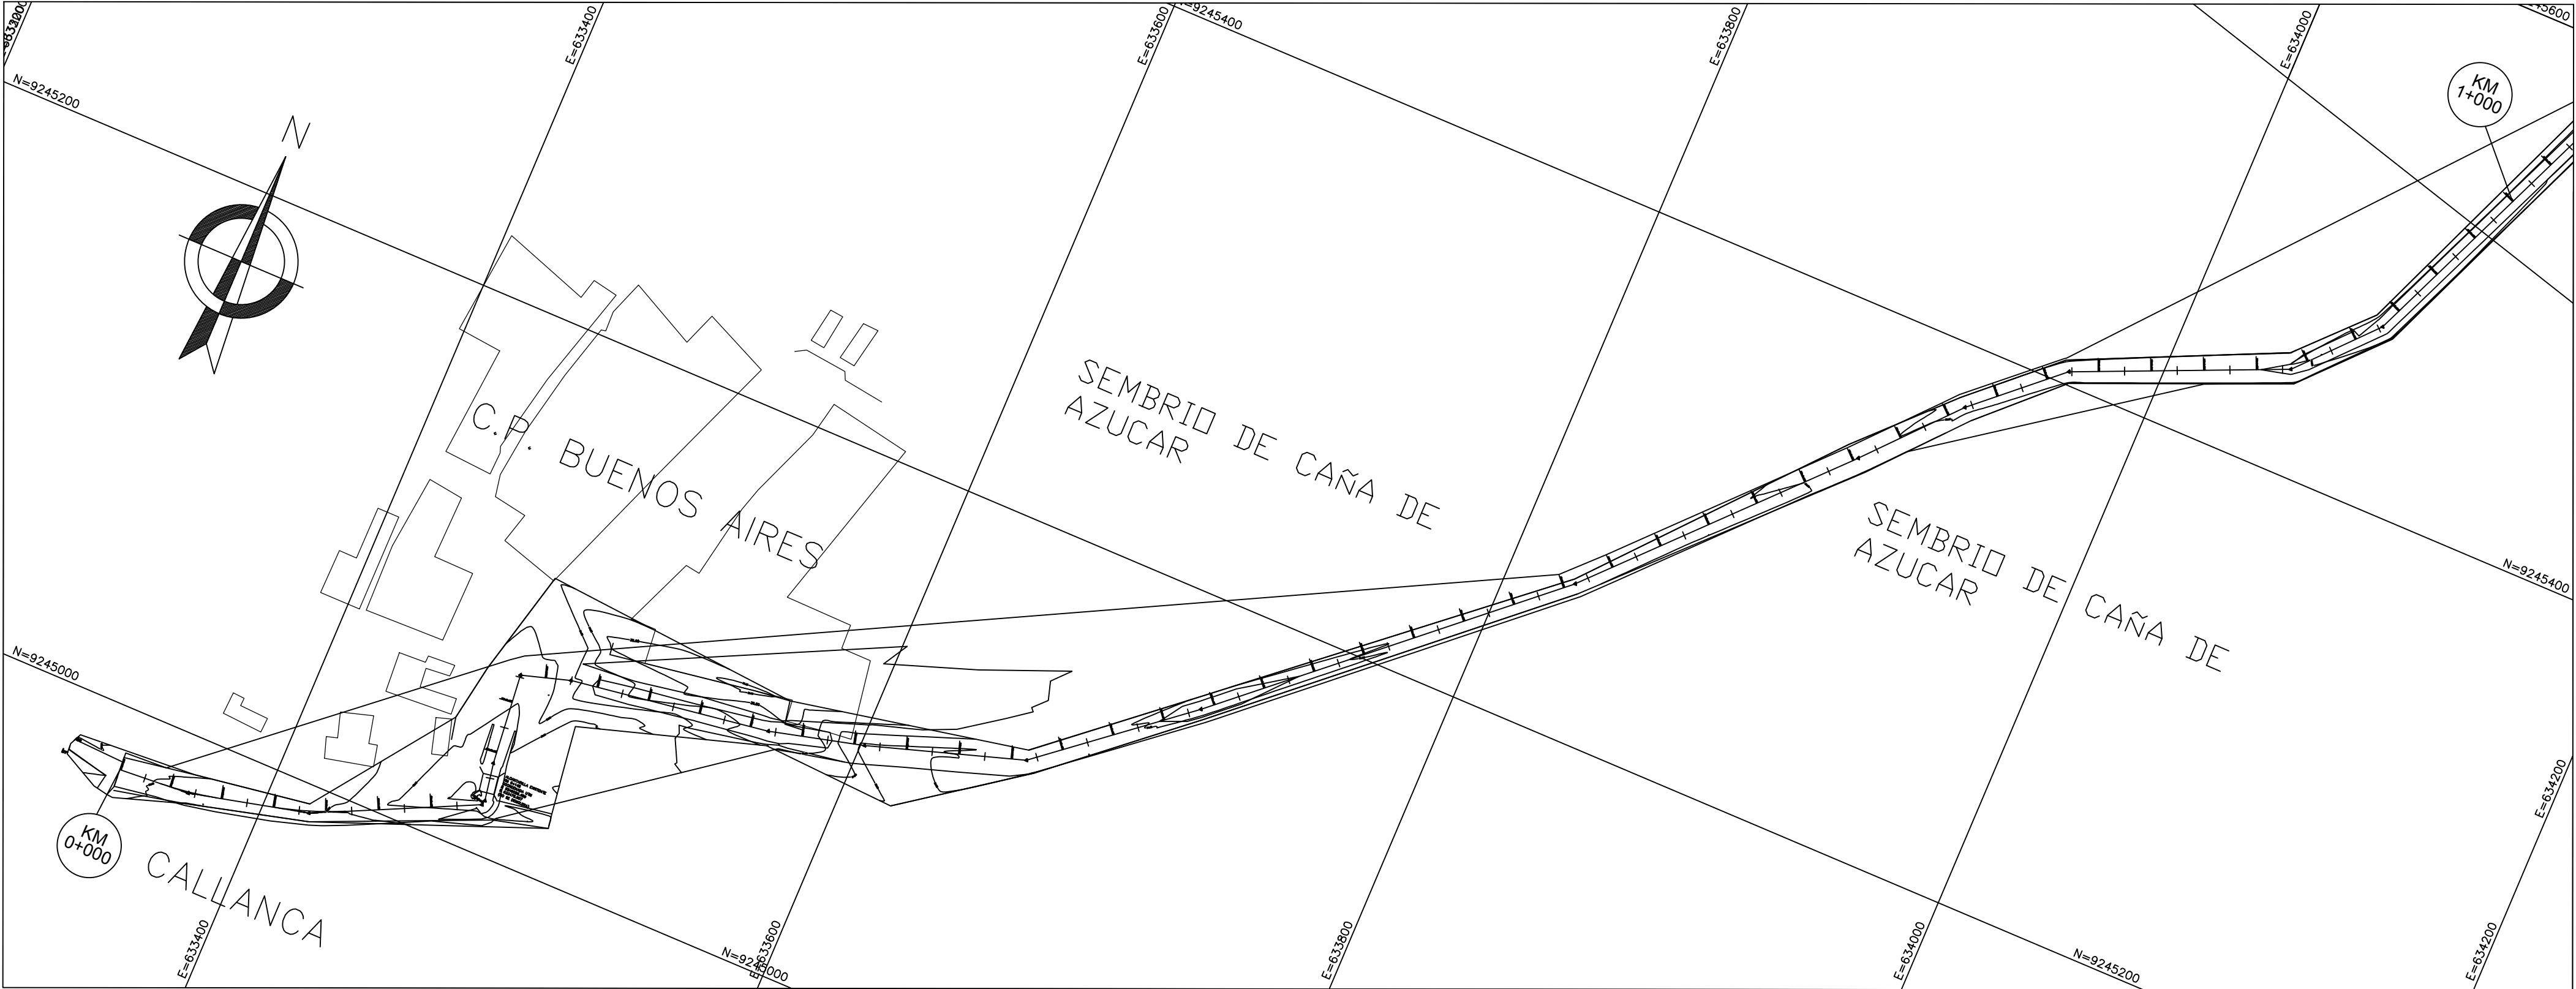 E=633400
E=633600
N=9245400
E=633800
E=634000
KM
1+000
N=9245200
N
C.P. BUENOS AIRES
SEMBRIO DE CAÑA DE
AZUCAR
SEMBRIO DE CAÑA DE
AZUCAR
N=9245400
N=9245000
KM
0+000
CALLANCA
E=633400
E=633600
N=9245000
E=633800
E=634000
N=9245200
E=634200
E=634200